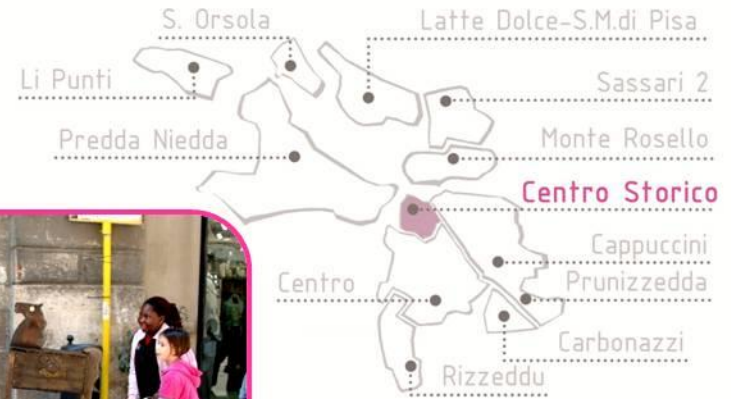 S. Orsola
Latte Dolce-S.M.di Pisa
Li Punti
Sassari 2
Predda Niedda
Monte Rosello
Centro Storico
Cappuccini
Centro
Prunizzedda
Carbonazzi
Rizzeddu